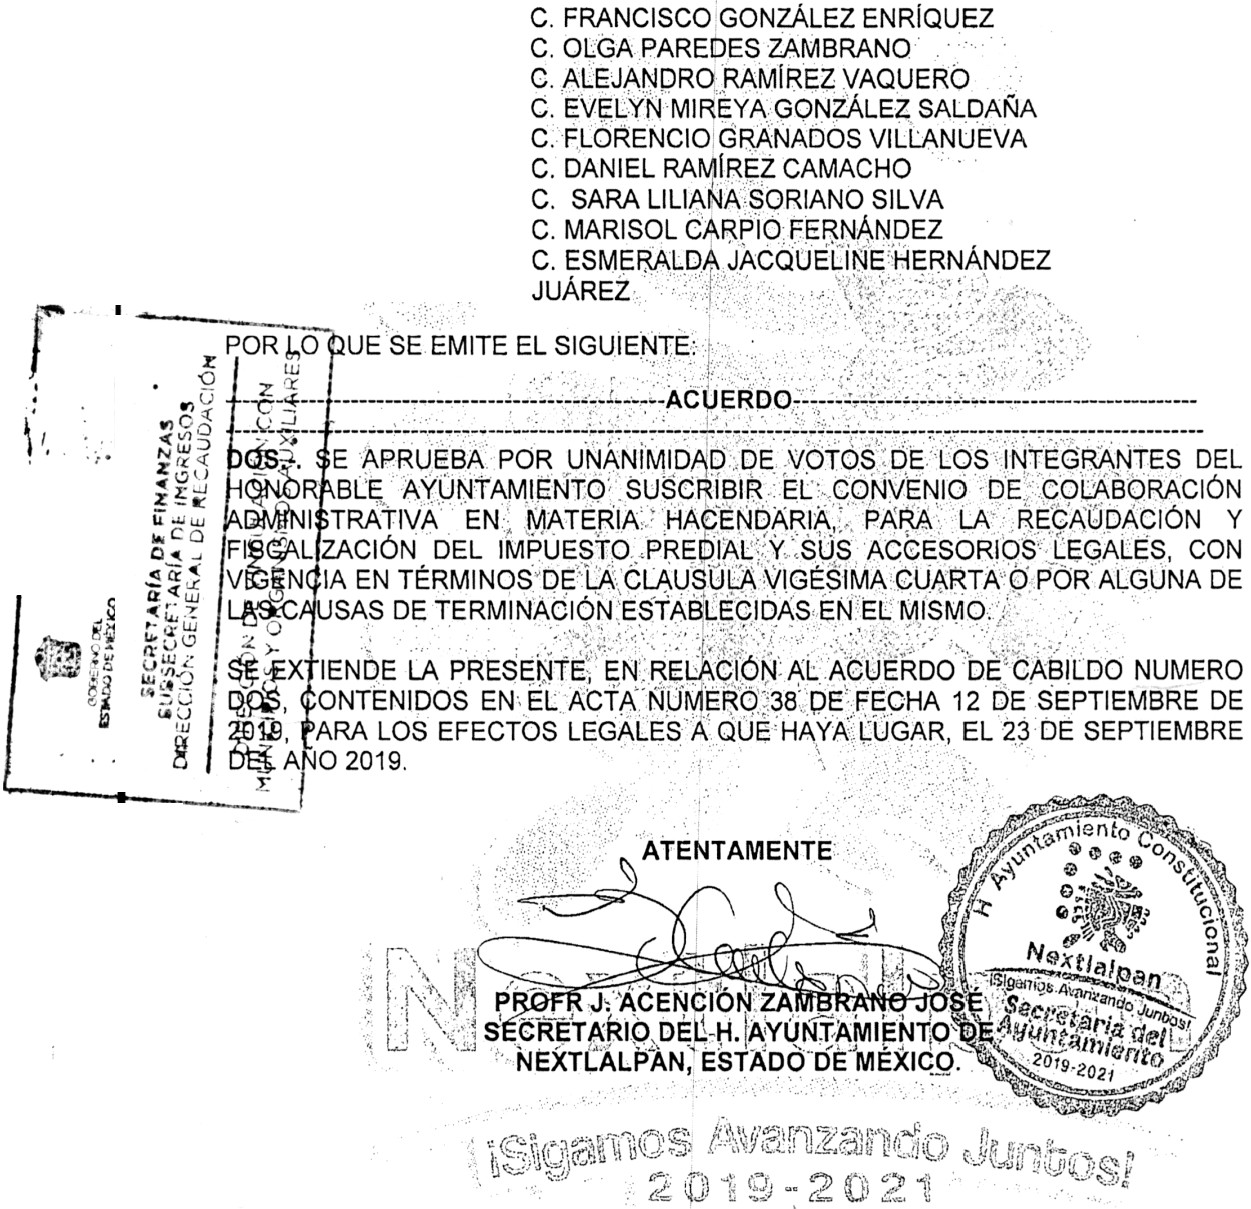 C. FRANCISCO GONZÁLEZ ENRÍQUEZ
C. OLGA PAREDES ZAMBRANO
C. ALEJANDRO RAMÍREZ VAQUERO
C. EVELYN MIREYA GONZÁLEZ SALDAÑA
C. FLORENCIO GRANADOS VILLANUEVA
C. DANIEL RAMÍREZ CAMACHO
C. SARA LILIANA SORIANO SILVA
C. MARISOL CARPIO FERNÁNDEZ
C. ESMERALDA JACQUELINE HERNÁNDEZ
JUÁREZ
POR LO QUE SE EMITE EL SIGUIENTE:
ACUERDO
DOS.-. SE APRUEBA POR UNANIMIDAD DE VOTOS DE LOS INTEGRANTES DEL
HONORABLE AYUNTAMIENTO SUSCRIBIR EL CONVENIO DE COLABORACIÓN
ADMINISTRATIVA EN MATERIA HACENDARIA, PARA LA RECAUDACIÓN Y
FISCALIZACIÓN DEL IMPUESTO PREDIAL Y SUS ACCESORIOS LEGALES, CON
VIGENCIA EN TÉRMINOS DE LA CLAUSULA VIGÉSIMA CUARTA O POR ALGUNA DE
LAS CAUSAS DE TERMINACIÓN ESTABLECIDAS EN EL MISMO.
SE EXTIENDE LA PRESENTE, EN RELACIÓN AL ACUERDO DE CABILDO NUMERO
DOS, CONTENIDOS EN EL ACTA NUMERO 38 DE FECHA 12 DE SEPTIEMBRE DE
2019, PARA LOS EFECTOS LEGALES A QUE HAYA LUGAR, EL 23 DE SEPTIEMBRE
DEL AÑO 2019.
GOBIERNO DEL
ESTADO DE MÉXICO
SECRETARÍA DE FINANZAS
SUBSECRETARÍA DE INGRESOS
DIRECCIÓN GENERAL DE RECAUDACIÓN
DE VINCULACIÓN CON
MUNICIPIOS Y ORGANISMOS AUXILIARES
ATENTAMENTE
PROFR J. ACENCIÓN ZAMBRANO JOSÉ
SECRETARIO DEL H. AYUNTAMIENTO DE
NEXTLALPAN, ESTADO DE MÉXICO.
H Ayuntamiento Constitucional
Nextlalpan
¡Sigamos Avanzando Juntos!
Secretaría del
Ayuntamiento
2019-2021
¡Sigamos Avanzando Juntos!
2019-2021